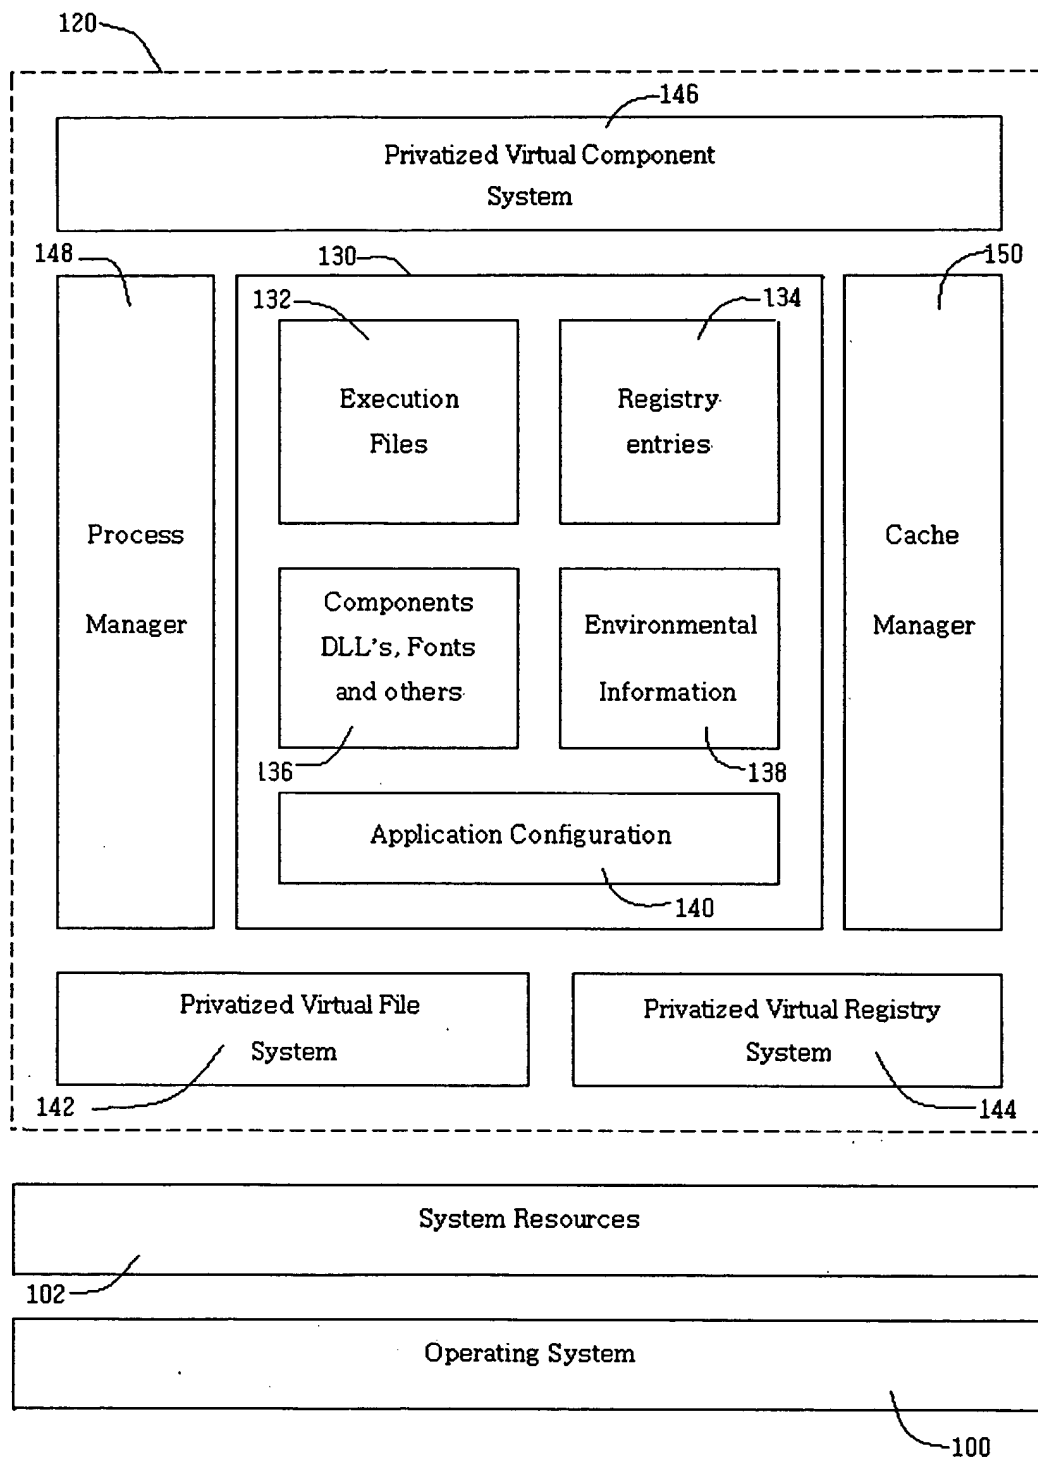 120
146
Privatized Virtual Component
System
148
130
150
132
134
Execution
Files
Registry
entries
Process
Manager
Cache
Manager
Components
DLL's, Fonts
and others
Environmental
Information
136
138
Application Configuration
140
Privatized Virtual File
System
Privatized Virtual Registry
System
142
144
System Resources
102
Operating System
100